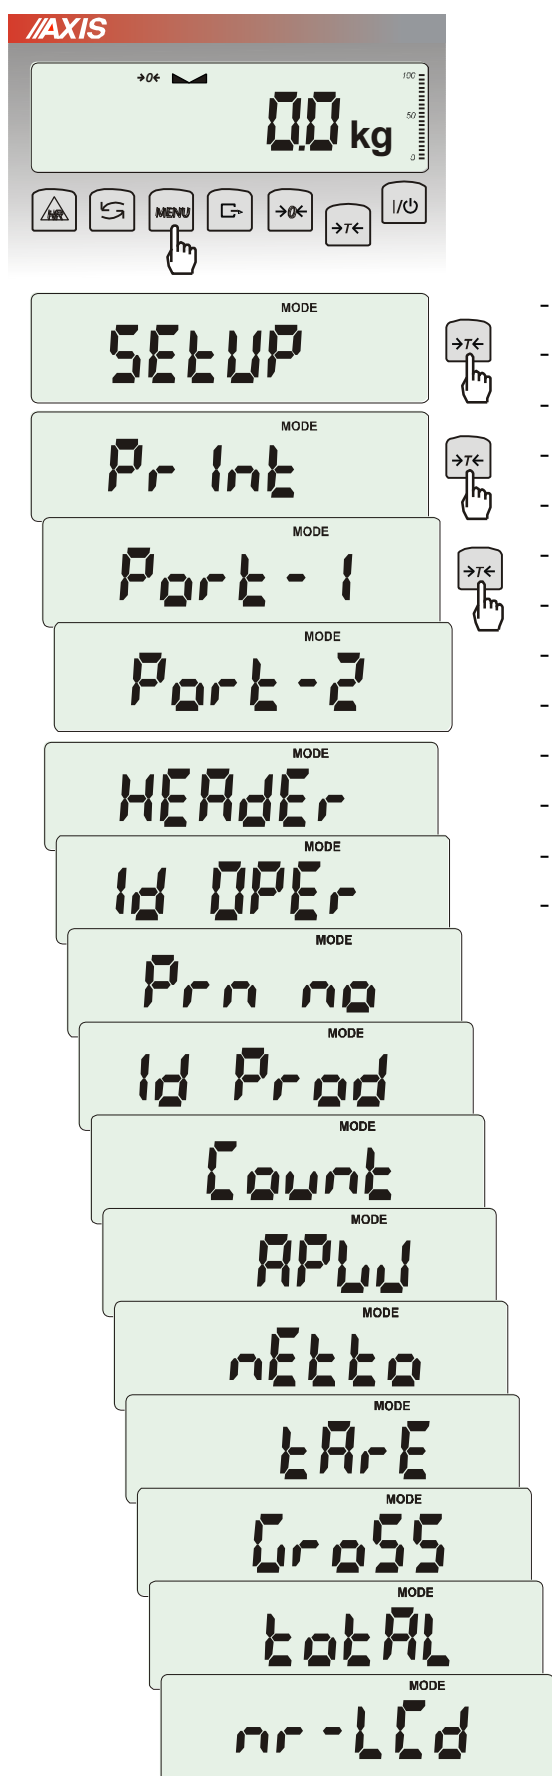 AXIS
→0← 100
0.0 kg 50
0
HR MENU →0← →T← I/⏻
MODE
SEtUP →T←
MODE
Pr Int →T←
MODE
Port-1 →T←
MODE
Port-2
MODE
HEAdEr
MODE
Id OPEr
MODE
Prn no
MODE
Id Prod
MODE
Count
MODE
APW
MODE
nEtto
MODE
tArE
MODE
GroSS
MODE
totAL
MODE
nr-LCd
-
-
-
-
-
-
-
-
-
-
-
-
-